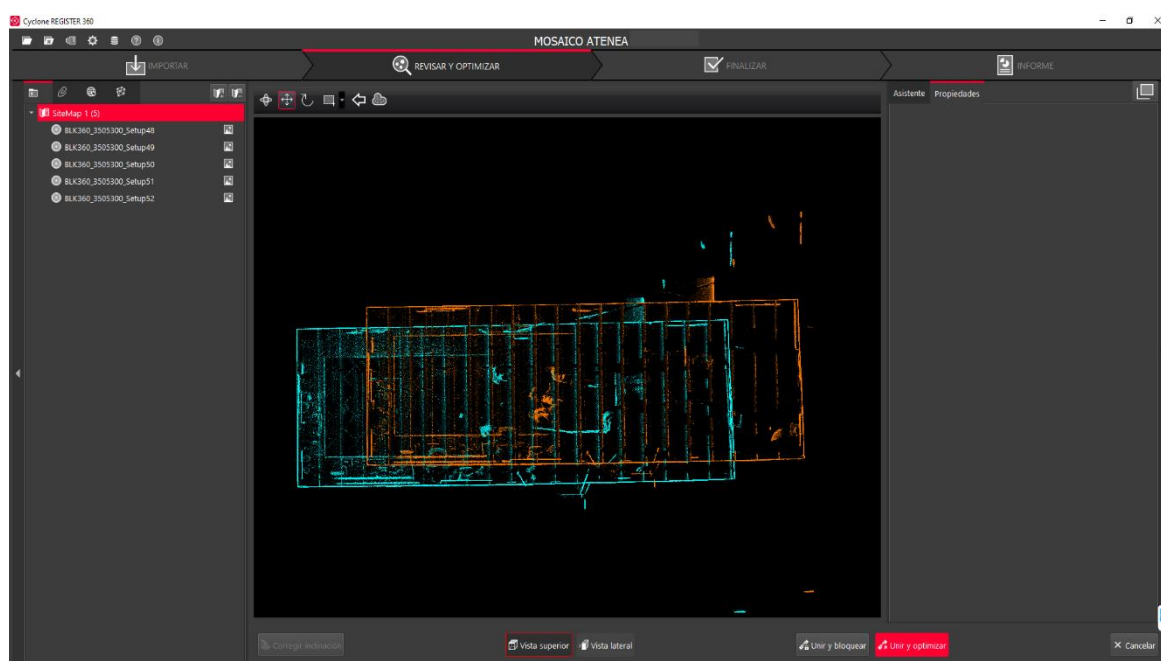 Cyclone REGISTER 360
MOSAICO ATENEA
IMPORTAR
REVISAR Y OPTIMIZAR
FINALIZAR
INFORME
Asistente Propiedades
SiteMap 1 (5)
BLK360_3505300_Setup48
BLK360_3505300_Setup49
BLK360_3505300_Setup50
BLK360_3505300_Setup51
BLK360_3505300_Setup52
Corregir inclinación
Vista superior
Vista lateral
Unir y bloquear
Unir y optimizar
Cancelar